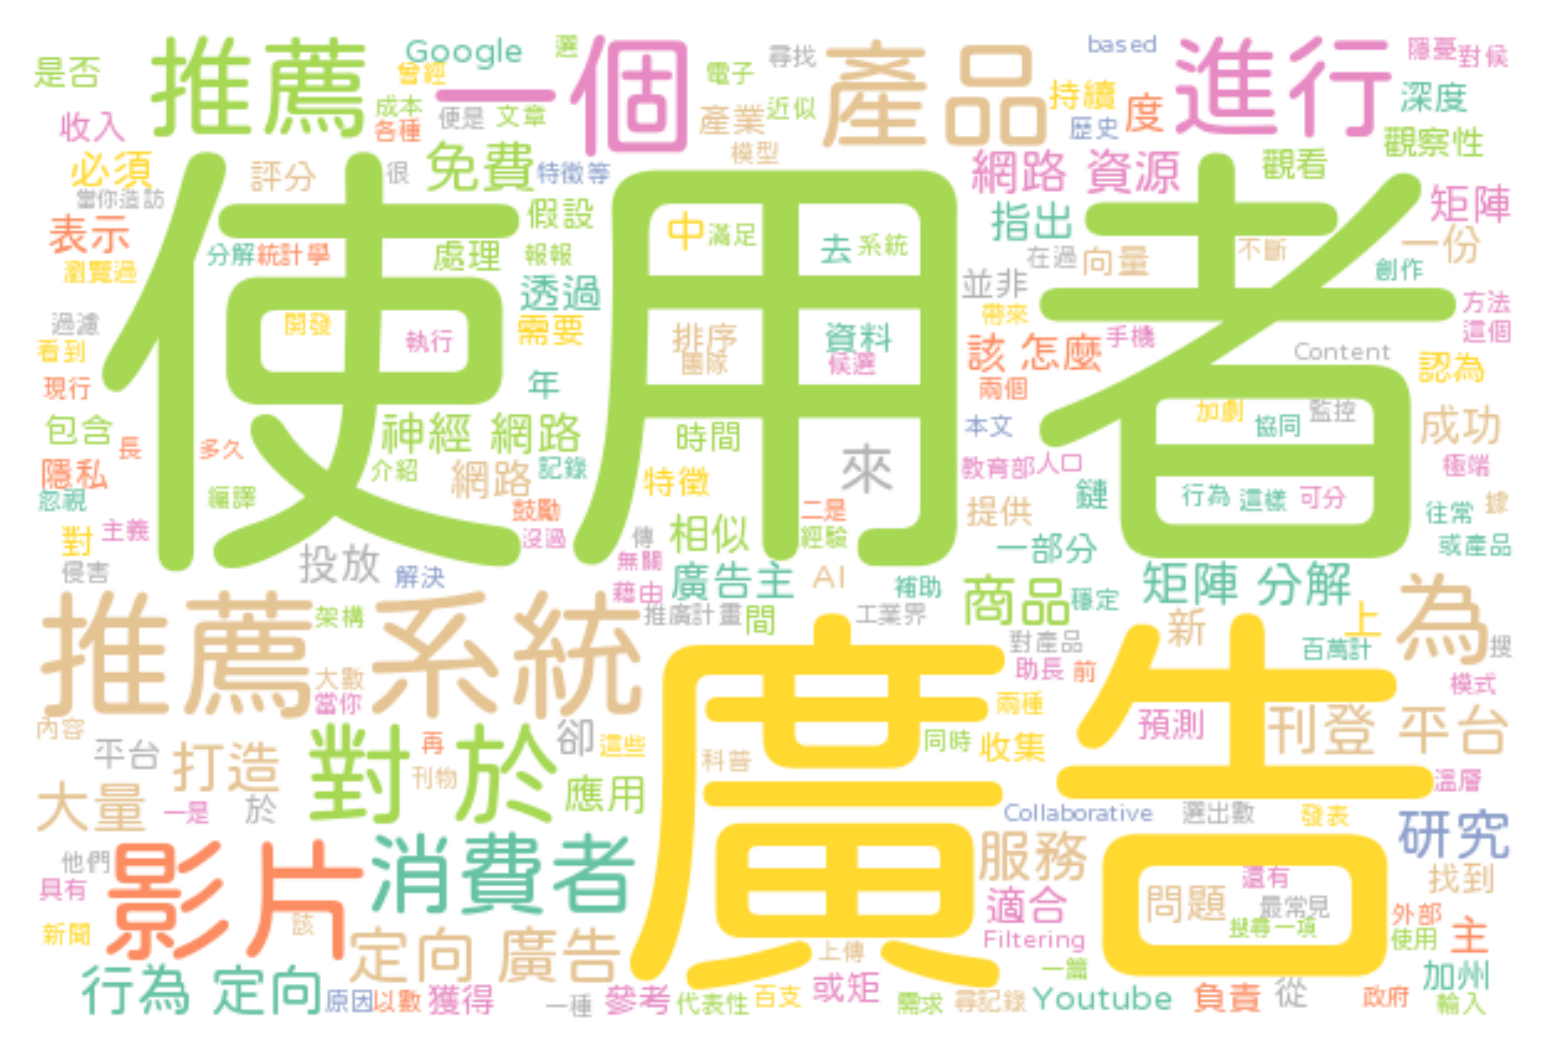 是否 推薦 Google 曾經 選 一個 尋找 產品 based 進行 隱憂 對候
收入 成本 各種 便是 文章 電子 產業 近似 持續 歷史 度 深度 觀察性
必須 評分 很 免費 特徵等 模型 網路 資源 觀看
當你造訪 使用者 假設 中 滿足 去 系統 指出 矩陣
表示 分解 統計學 處理 報報 在過 向量 不斷 一份
瀏覽過 透過 並非 創作
過濾 開發 執行 需要 排序 資料 帶來 方法
看到 團隊 候選 該 怎麼 手機 Content 這個
現行 年 兩個 認為
包含 長 多久 神經 網路 時間 來 本文 加劇 協同 監控 成功
隱私 介紹 網路 記錄 特徵 教育部 人口 極端
忽視 編譯 鼓勵 二是 提供 鏈 行為 這樣 可分 往常 據
對 主義 沒過 傳 相似 經驗 一部分 或產品
侵害 投放 解決 無關 廣告主 AI 補助 商品 穩定 矩陣 分解 為
推薦系統 架構 藉由 推廣計畫 間 工業界 對產品 新 上 百萬計 搜
大數 當你 廣告 助長 前 模式
內容 平台 打造 對於 再 卻 這些 科普 同時 收集 兩種 預測 刊登 平台
大量 一是 於 刊物 應用 Collaborative 選出數 發表 溫層
他們 影片 消費者 服務 研究
具有 該 適合 問題 還有 最常見 找到
新聞 定向 廣告 上傳 Filtering 搜尋一項 外部 使用 主
行為 定向 原因 以數 獲得 一種 參考 代表性 百支 或矩 需求 尋記錄 一篇 Youtube 負責 從 政府 加州 輸入